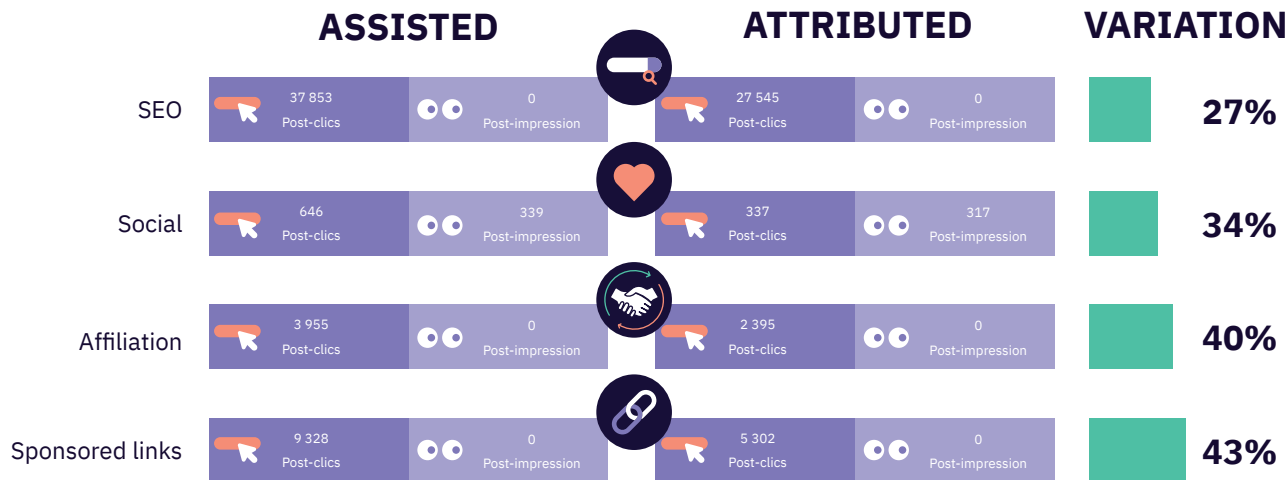 ASSISTED ATTRIBUTED VARIATION
SEO 37 853 0 27 545 0 27%
Post-clics Post-impression Post-clics Post-impression
Social 646 339 337 317 34%
Post-clics Post-impression Post-clics Post-impression
Affiliation 3 955 0 2 395 0 40%
Post-clics Post-impression Post-clics Post-impression
Sponsored links 9 328 0 5 302 0 43%
Post-clics Post-impression Post-clics Post-impression